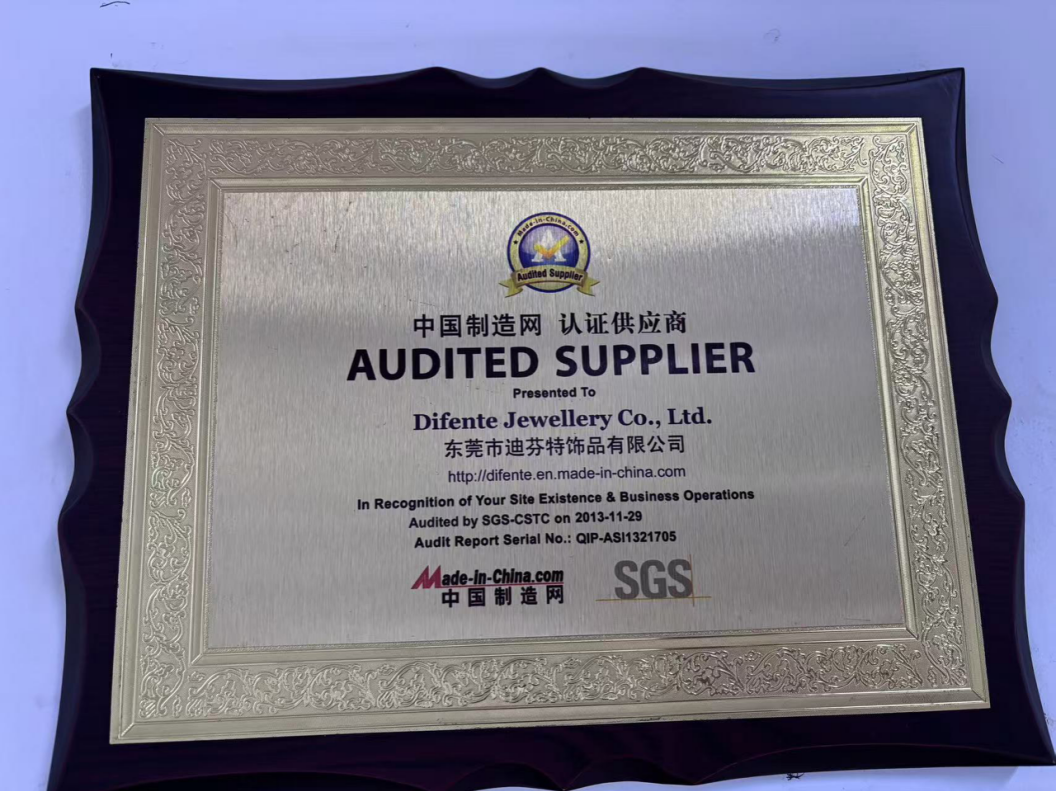 Made-in-China.com
Audited Supplier
中国制造网 认证供应商
AUDITED SUPPLIER
Presented To
Difente Jewellery Co., Ltd.
东莞市迪芬特饰品有限公司
http://difente.en.made-in-china.com
In Recognition of Your Site Existence & Business Operations
Audited by SGS-CSTC on 2013-11-29
Audit Report Serial No.: QIP-ASI1321705
Made-in-China.com
中国制造网
SGS